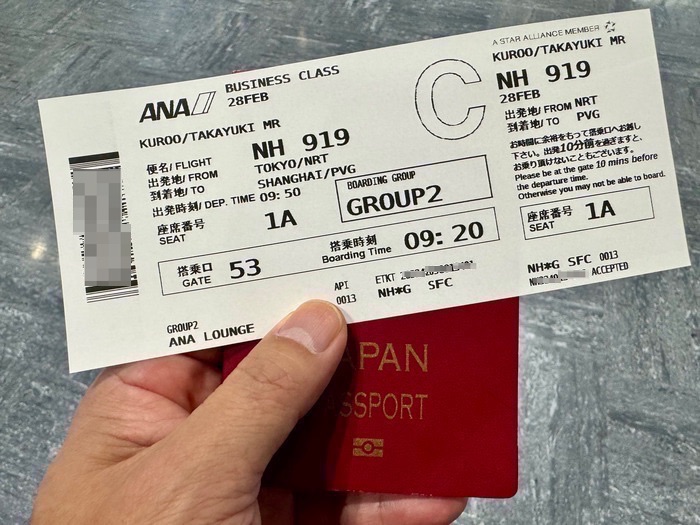 ANA
BUSINESS CLASS
28FEB
KUROO/TAKAYUKI MR
便名/FLIGHT NH 919
出発地/FROM TOKYO/NRT
到着地/TO SHANGHAI/PVG
出発時刻/DEP. TIME 09:50
座席番号
SEAT 1A
BOARDING GROUP
GROUP2
搭乗口
GATE 53
搭乗時刻
Boarding Time 09:20
API
0013
ETKT
NH*G SFC
GROUP2
ANA LOUNGE
C
A STAR ALLIANCE MEMBER
KUROO/TAKAYUKI MR
NH 919
28FEB
出発地/FROM NRT
到着地/TO PVG
お時間に余裕をもって搭乗口へお越し
下さい。出発10分前を過ぎますと、
お乗り頂けないこともございます。
Please be at the gate 10 mins before
the departure time.
Otherwise you may not be able to board.
座席番号
SEAT 1A
NH*G SFC 0013
ACCEPTED
APAN
SSPORT